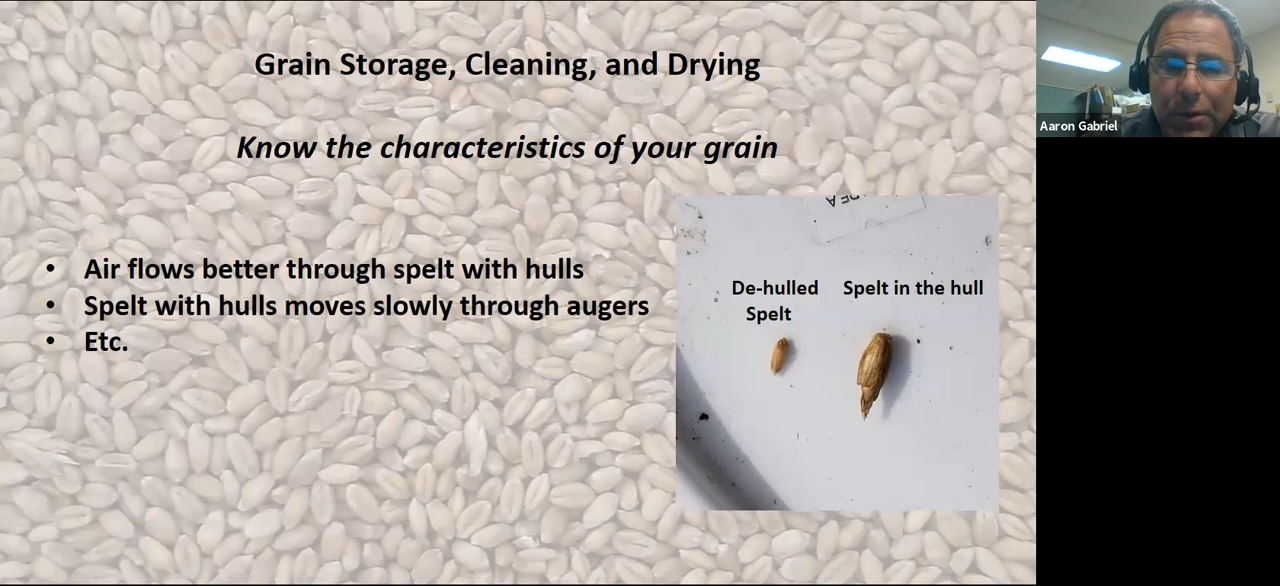 Grain Storage, Cleaning, and Drying
Know the characteristics of your grain
• Air flows better through spelt with hulls
• Spelt with hulls moves slowly through augers
• Etc.
De-hulled
Spelt
Spelt in the hull
Aaron Gabriel